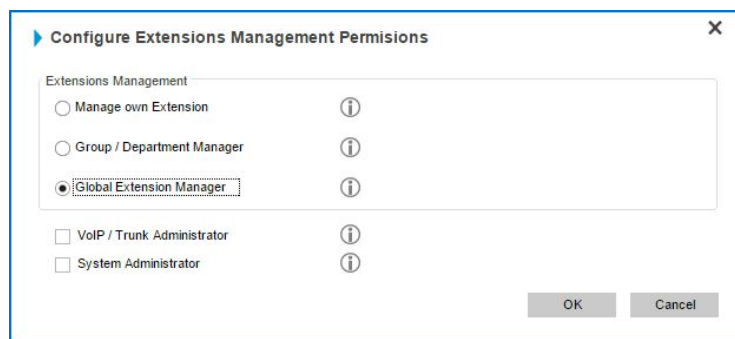 Configure Extensions Management Permisions
Extensions Management
Manage own Extension
Group / Department Manager
Global Extension Manager
VoIP / Trunk Administrator
System Administrator
OK Cancel